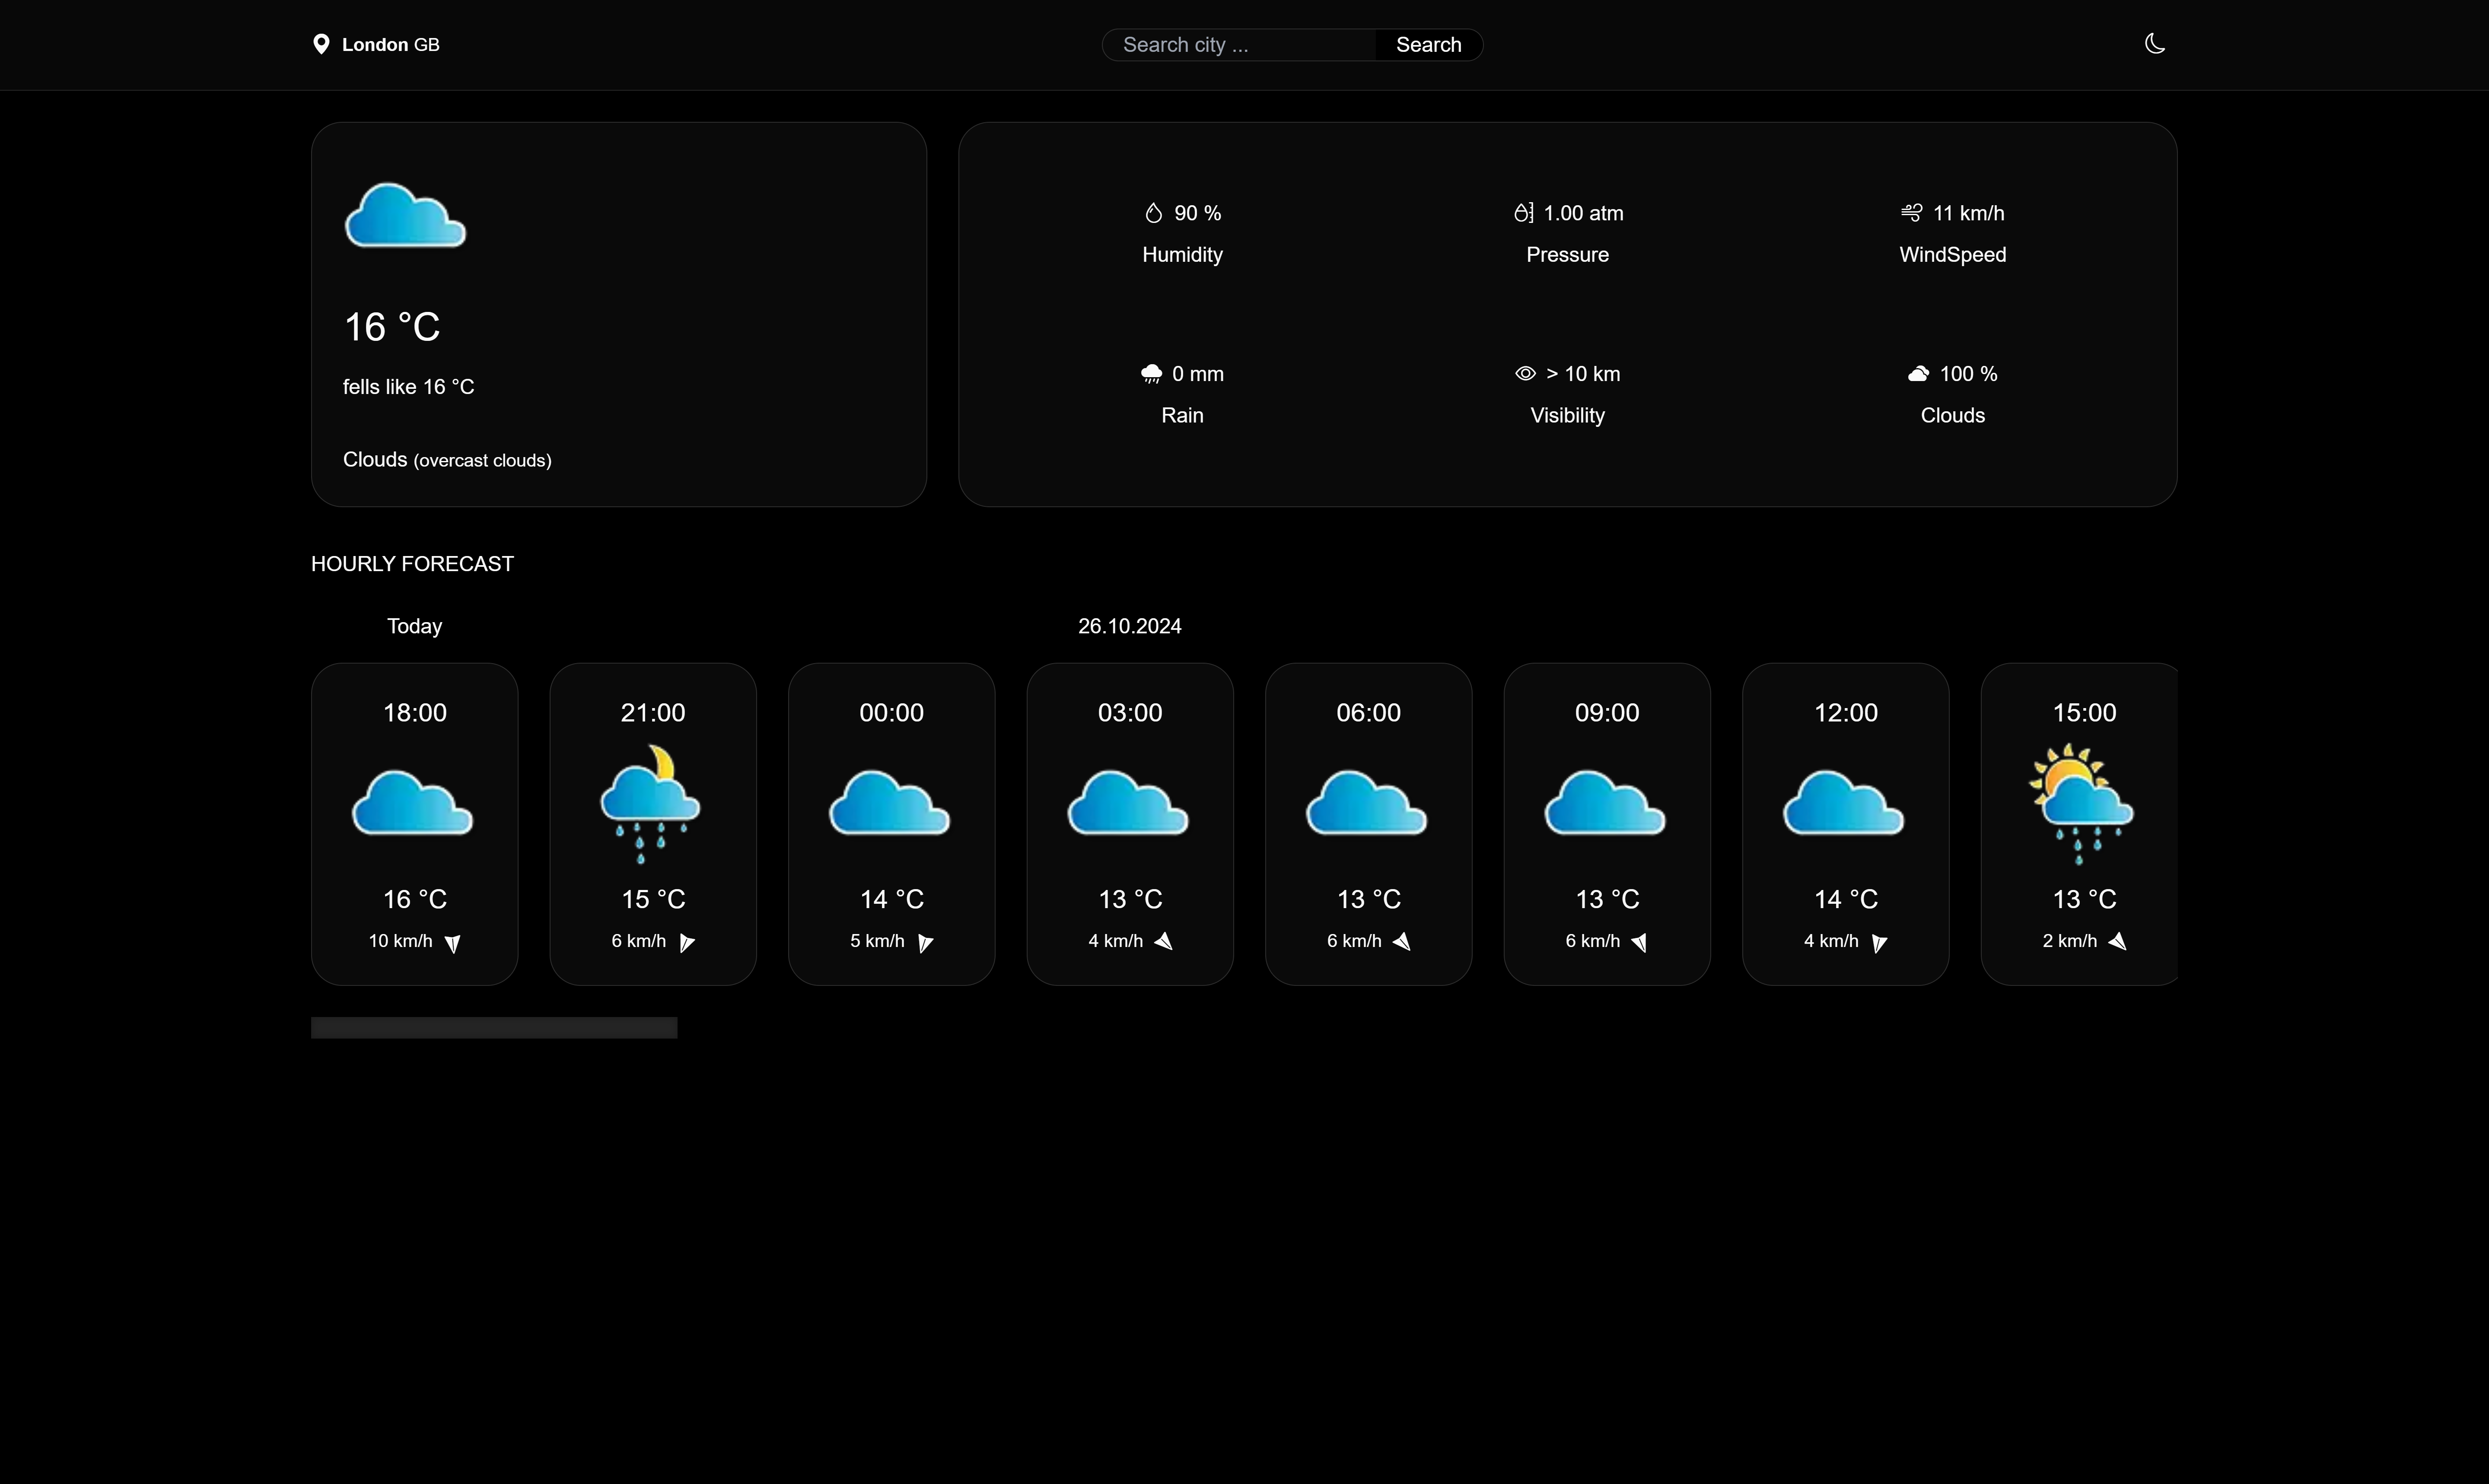 London GB
Search city ...
Search
16 °C
fells like 16 °C
Clouds (overcast clouds)
90 %
Humidity
1.00 atm
Pressure
11 km/h
WindSpeed
0 mm
Rain
> 10 km
Visibility
100 %
Clouds
HOURLY FORECAST
Today
26.10.2024
18:00
16 °C
10 km/h
21:00
15 °C
6 km/h
00:00
14 °C
5 km/h
03:00
13 °C
4 km/h
06:00
13 °C
6 km/h
09:00
13 °C
6 km/h
12:00
14 °C
4 km/h
15:00
13 °C
2 km/h